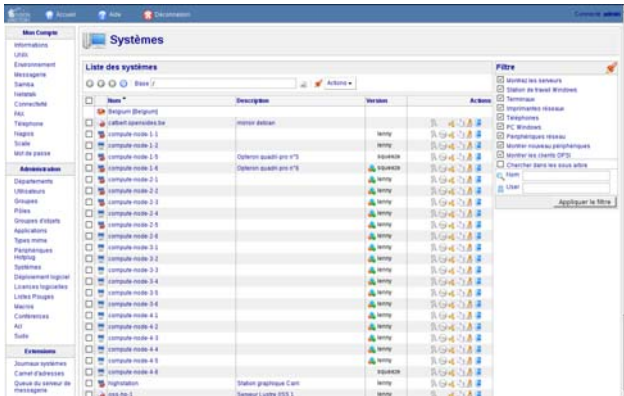 Accueil
Aide
Déconnexion
Connecté: admin
Mon Compte
Informations
UNIX
Environnement
Messagerie
Samba
Netatalk
Connectivité
FAX
Téléphone
Nagios
Scalix
Mot de passe
Administration
Départements
Utilisateurs
Groupes
Pôles
Groupes d'objets
Applications
Types mime
Périphériques
Hotplug
Systèmes
Déploiement logiciel
Licences logicielles
Listes Rouges
Macros
Conférences
Acl
Sudo
Extensions
Journaux systèmes
Carnet d'adresses
Queue du serveur de
messagerie
Systèmes
Liste des systèmes
Base /
Actions
Nom
Description
Version
Actions
Belgium [Belgium]
catbert.opensides.be
mirroir debian
compute-node-1-1
lenny
compute-node-1-2
lenny
compute-node-1-5
Opteron quadri pro n°5
squeeze
compute-node-1-6
Opteron quadri pro n°6
squeeze
compute-node-2-1
lenny
compute-node-2-2
lenny
compute-node-2-3
lenny
compute-node-2-4
lenny
compute-node-2-5
lenny
compute-node-2-6
lenny
compute-node-3-1
lenny
compute-node-3-2
lenny
compute-node-3-3
lenny
compute-node-3-4
lenny
compute-node-3-5
lenny
compute-node-3-6
lenny
compute-node-4-1
lenny
compute-node-4-2
lenny
compute-node-4-3
lenny
compute-node-4-4
lenny
compute-node-4-5
lenny
compute-node-4-6
squeeze
highstation
Station graphique Cam
lenny
Serveur Lustre
lenny
Filtre
Montrez les serveurs
Station de travail Windows
Terminaux
Imprimantes réseaux
Téléphones
PC Windows
Périphériques réseau
Montrer nouveau périphériques
Montrer les clients OPSI
Chercher dans les sous arbre
Nom
User
Appliquer le filtre